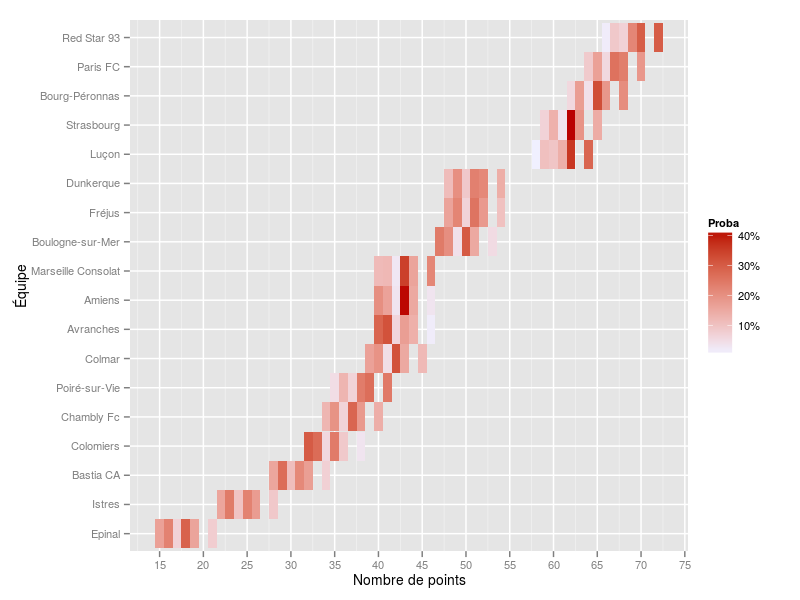 Red Star 93
Paris FC
Bourg-Péronnas
Strasbourg
Luçon
Dunkerque
Fréjus
Boulogne-sur-Mer
Marseille Consolat
Amiens
Avranches
Colmar
Poiré-sur-Vie
Chambly Fc
Colomiers
Bastia CA
Istres
Epinal
Équipe
15 20 25 30 35 40 45 50 55 60 65 70 75
Nombre de points
Proba
40%
30%
20%
10%